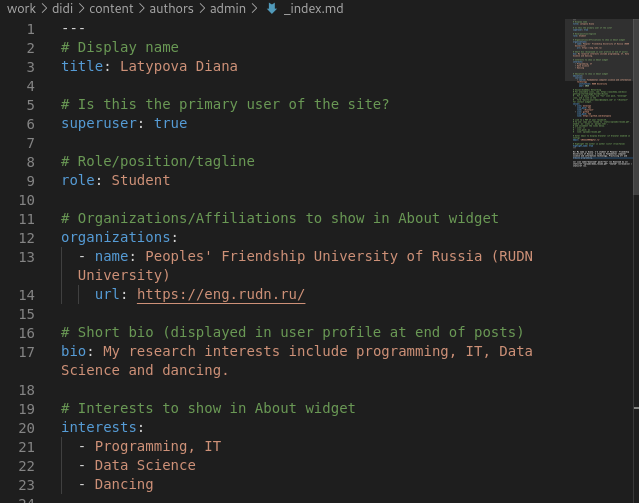 work > didi > content > authors > admin > _index.md
1 ---
2 # Display name
3 title: Latypova Diana
4
5 # Is this the primary user of the site?
6 superuser: true
7
8 # Role/position/tagline
9 role: Student
10
11 # Organizations/Affiliations to show in About widget
12 organizations:
13 - name: Peoples' Friendship University of Russia (RUDN
University)
14 url: https://eng.rudn.ru/
15
16 # Short bio (displayed in user profile at end of posts)
17 bio: My research interests include programming, IT, Data
Science and dancing.
18
19 # Interests to show in About widget
20 interests:
21 - Programming, IT
22 - Data Science
23 - Dancing